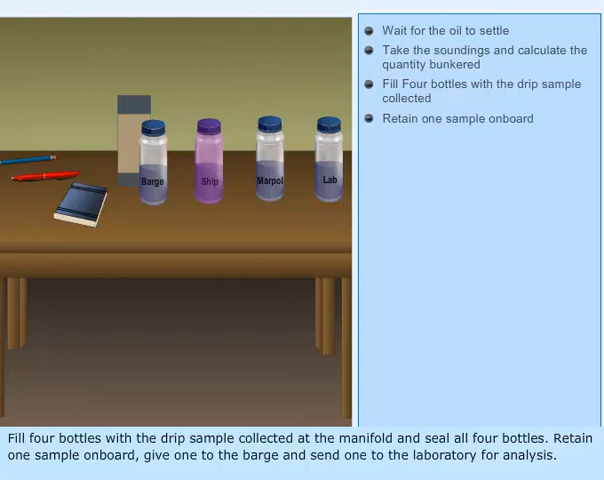 Wait for the oil to settle
Take the soundings and calculate the
quantity bunkered
Fill Four bottles with the drip sample
collected
Retain one sample onboard
Barge
Ship
Marpol
Lab
Fill four bottles with the drip sample collected at the manifold and seal all four bottles. Retain
one sample onboard, give one to the barge and send one to the laboratory for analysis.